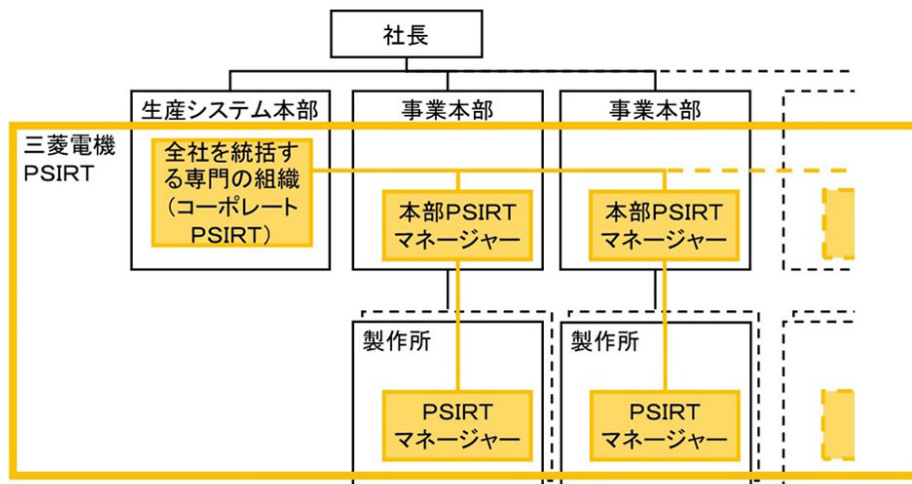 社長
生産システム本部
事業本部
事業本部
三菱電機
PSIRT
全社を統括す
る専門の組織
（コーポレート
PSIRT）
本部PSIRT
マネージャー
本部PSIRT
マネージャー
製作所
製作所
PSIRT
マネージャー
PSIRT
マネージャー